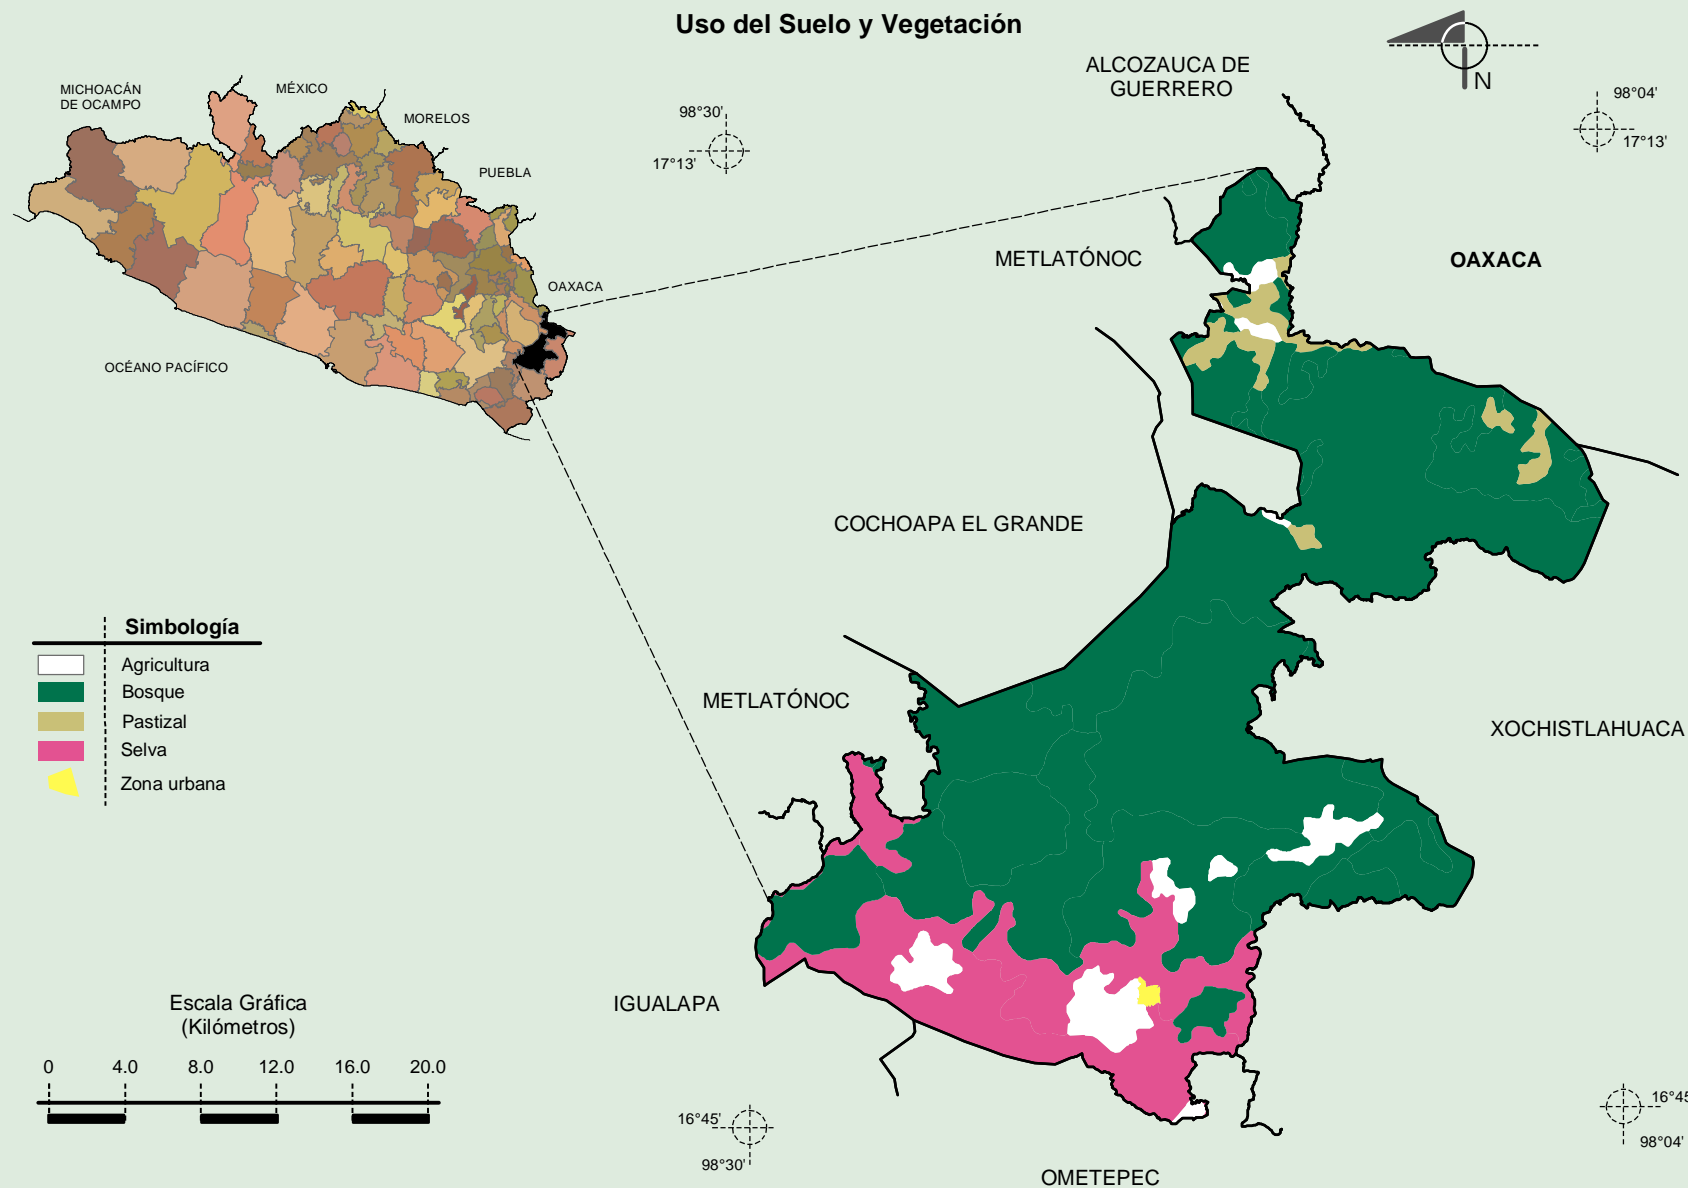 Uso del Suelo y Vegetación
N
MICHOACÁN
DE OCAMPO
MÉXICO
MORELOS
PUEBLA
OAXACA
OCÉANO PACÍFICO
98°30'
17°13'
98°04'
17°13'
ALCOZAUCA DE
GUERRERO
METLATÓNOC
OAXACA
COCHOAPA EL GRANDE
METLATÓNOC
XOCHISTLAHUACA
IGUALAPA
OMETEPEC
Simbología
Agricultura
Bosque
Pastizal
Selva
Zona urbana
Escala Gráfica
(Kilómetros)
0 4.0 8.0 12.0 16.0 20.0
16°45'
98°30'
16°45
98°04'